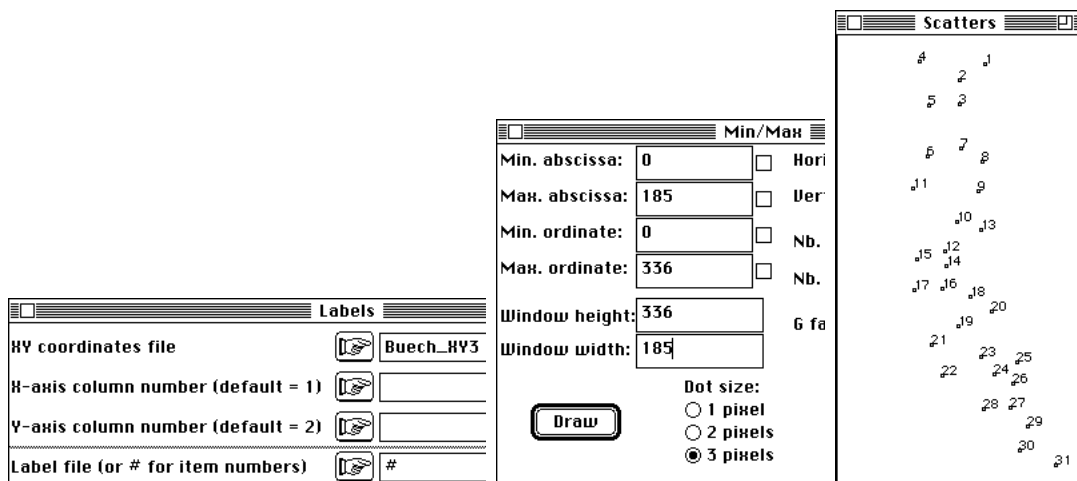 Labels
XY coordinates file
Buech_XY3
X-axis column number (default = 1)
Y-axis column number (default = 2)
Label file (or # for item numbers)
#
Min/Max
Min. abscissa:
0
Hori
Max. abscissa:
185
Ver
Min. ordinate:
0
Nb.
Max. ordinate:
336
Nb.
Window height:
336
G fa
Window width:
185
Dot size:
1 pixel
Draw
2 pixels
3 pixels
Scatters
4
1
2
5
3
7
6
8
11
9
10
13
12
15
14
17
16
18
20
19
21
23
25
22
24
26
28
27
29
30
31